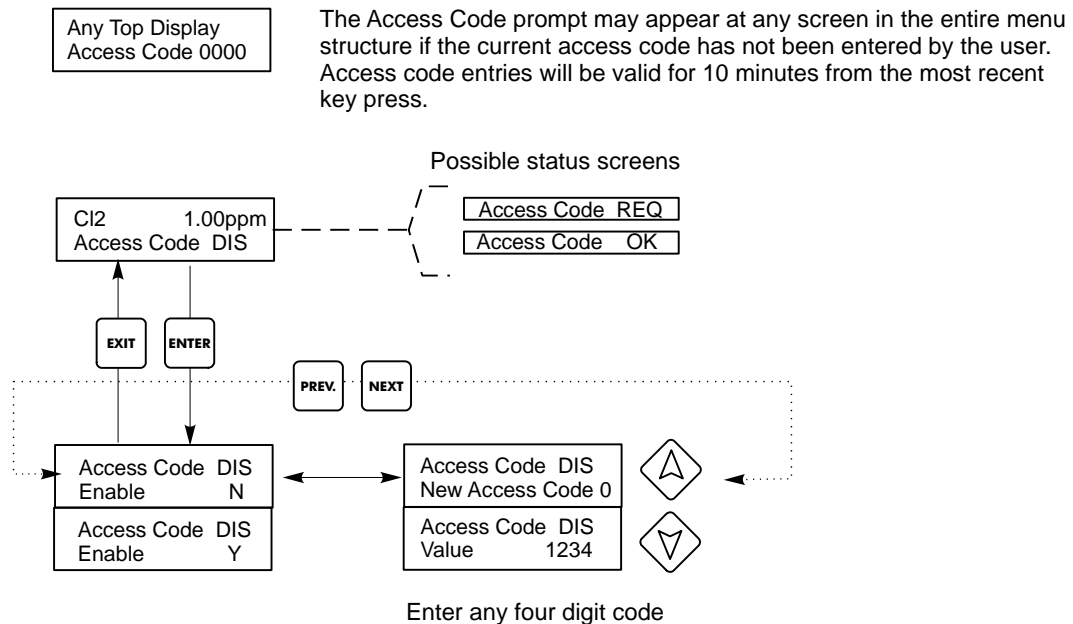 Any Top Display
Access Code 0000
The Access Code prompt may appear at any screen in the entire menu
structure if the current access code has not been entered by the user.
Access code entries will be valid for 10 minutes from the most recent
key press.
Possible status screens
Cl2 1.00ppm
Access Code DIS
Access Code REQ
Access Code OK
EXIT
ENTER
PREV.
NEXT
Access Code DIS
Enable N
Access Code DIS
Enable Y
Access Code DIS
New Access Code 0
Access Code DIS
Value 1234
Enter any four digit code